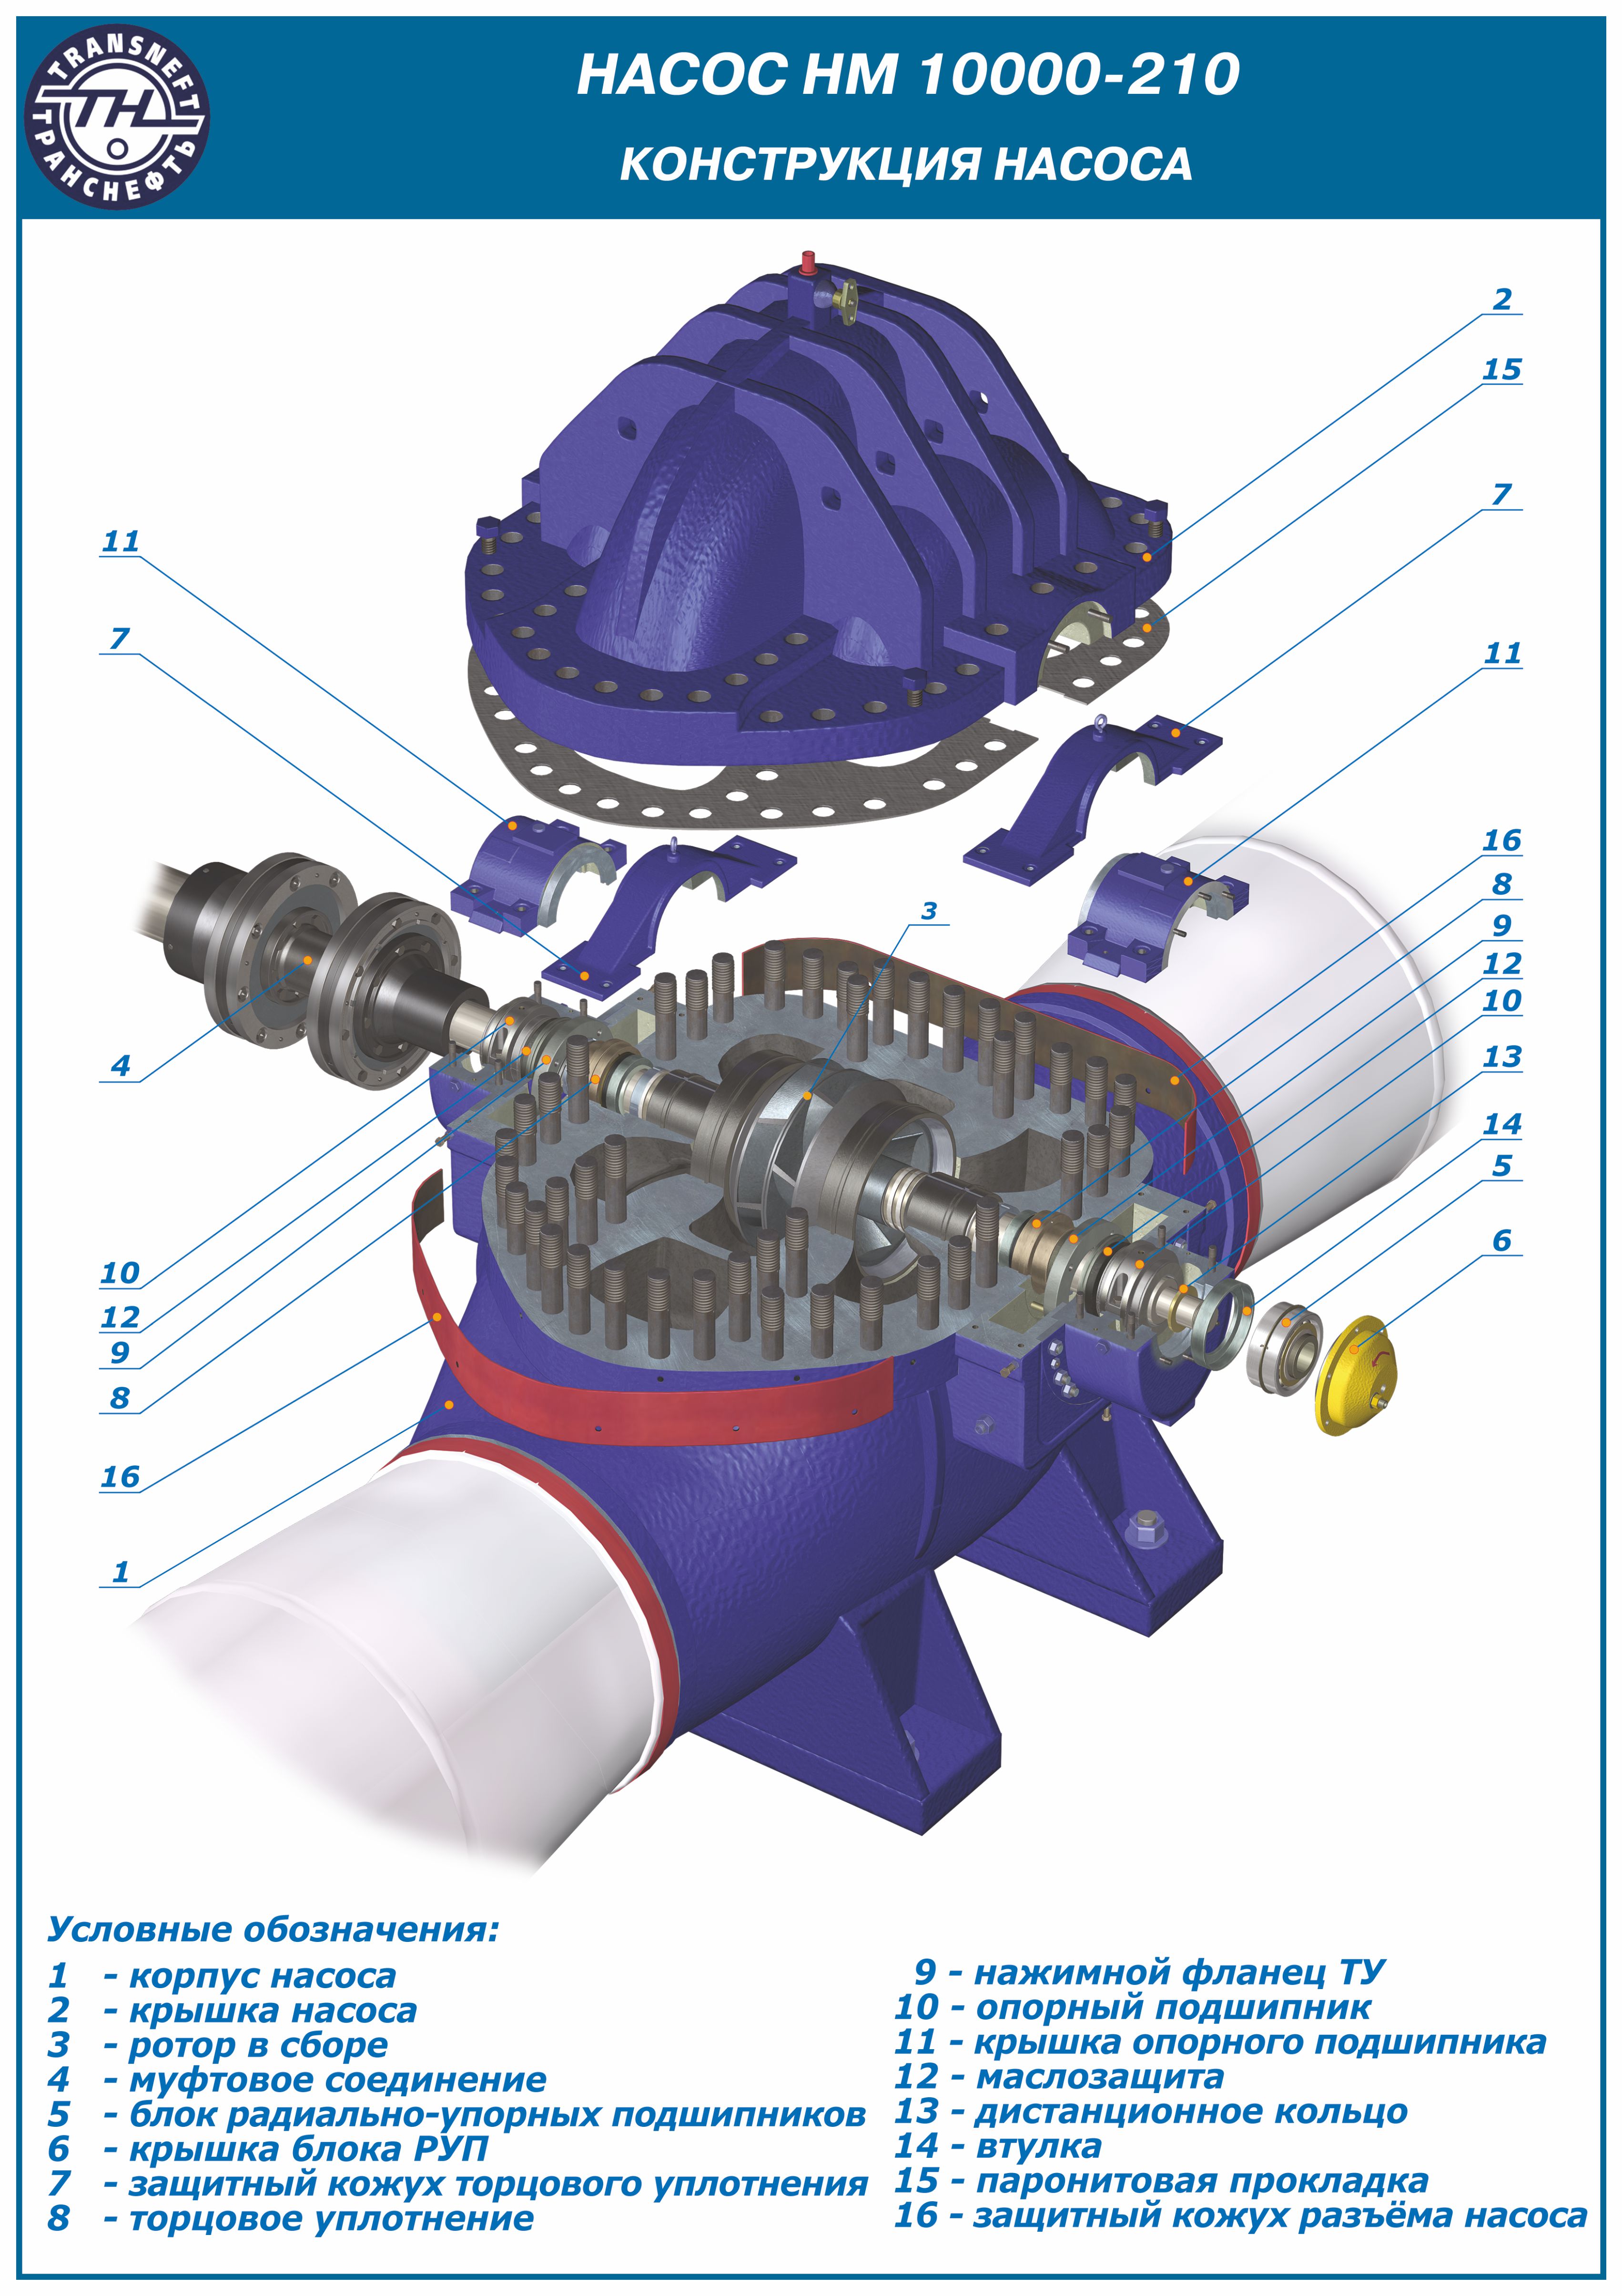 TRANSNEFT
ТН
ТРАНСНЕФТЬ
НАСОС НМ 10000-210
КОНСТРУКЦИЯ НАСОСА
2
15
7
11
11
7
16
8
9
12
10
13
14
5
6
3
4
10
12
9
8
16
1
Условные обозначения:
1 - корпус насоса
2 - крышка насоса
3 - ротор в сборе
4 - муфтовое соединение
5 - блок радиально-упорных подшипников
6 - крышка блока РУП
7 - защитный кожух торцового уплотнения
8 - торцовое уплотнение
9 - нажимной фланец ТУ
10 - опорный подшипник
11 - крышка опорного подшипника
12 - маслозащита
13 - дистанционное кольцо
14 - втулка
15 - паронитовая прокладка
16 - защитный кожух разъёма насоса